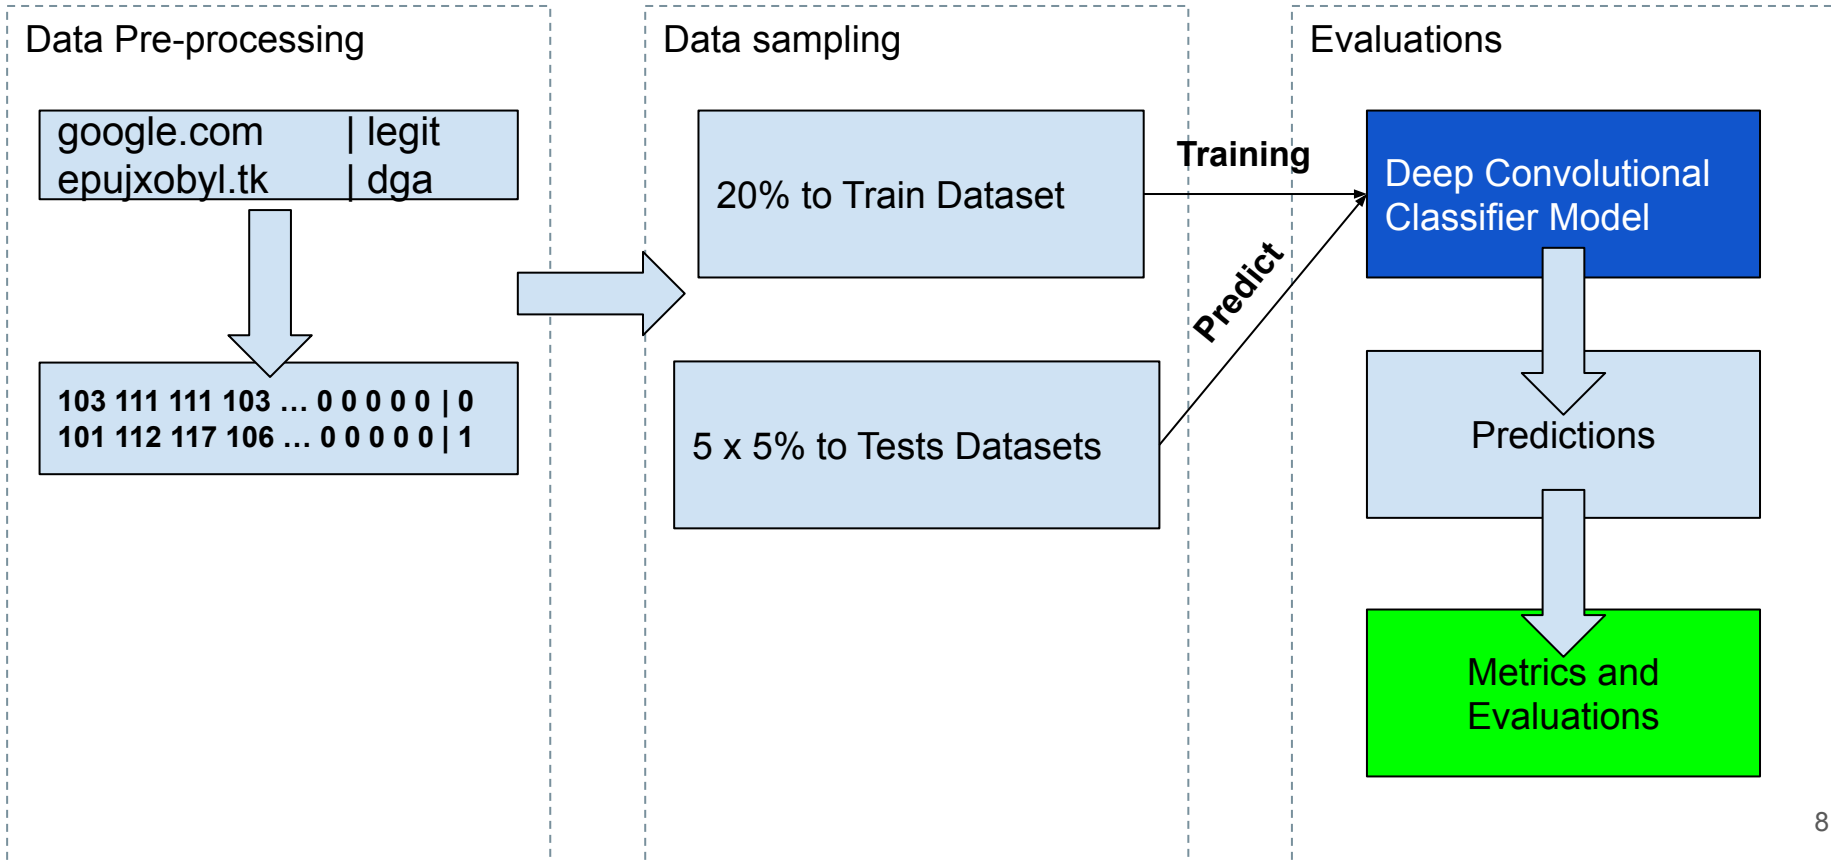 Data Pre-processing
google.com | legit
epujxobyl.tk | dga
103 111 111 103 ... 0 0 0 0 0 | 0
101 112 117 106 ... 0 0 0 0 0 | 1
Data sampling
20% to Train Dataset
5 x 5% to Tests Datasets
Training
Predict
Evaluations
Deep Convolutional
Classifier Model
Predictions
Metrics and
Evaluations
8